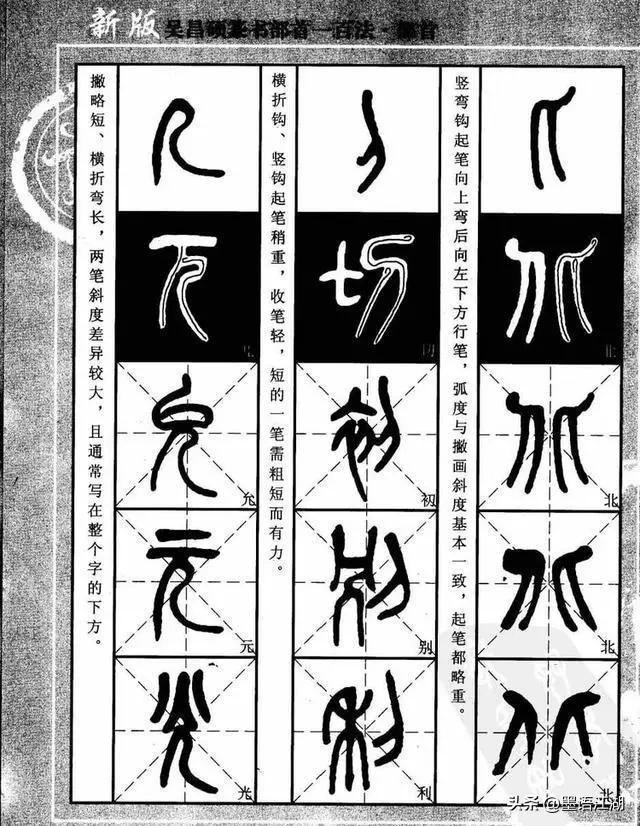 新版 吴昌硕篆书部首一百法·部首
北
北
北
北
竖弯钩起笔向上弯后向左下方行笔，弧度与撇画斜度基本一致，起笔都略重。
切
初
别
利
横折钩、竖钩起笔稍重，收笔轻，短的一笔需粗短而有力。
允
元
光
撇略短、横折弯长，两笔斜度差异较大，且通常写在整个字的下方。
头条 @墨语江湖